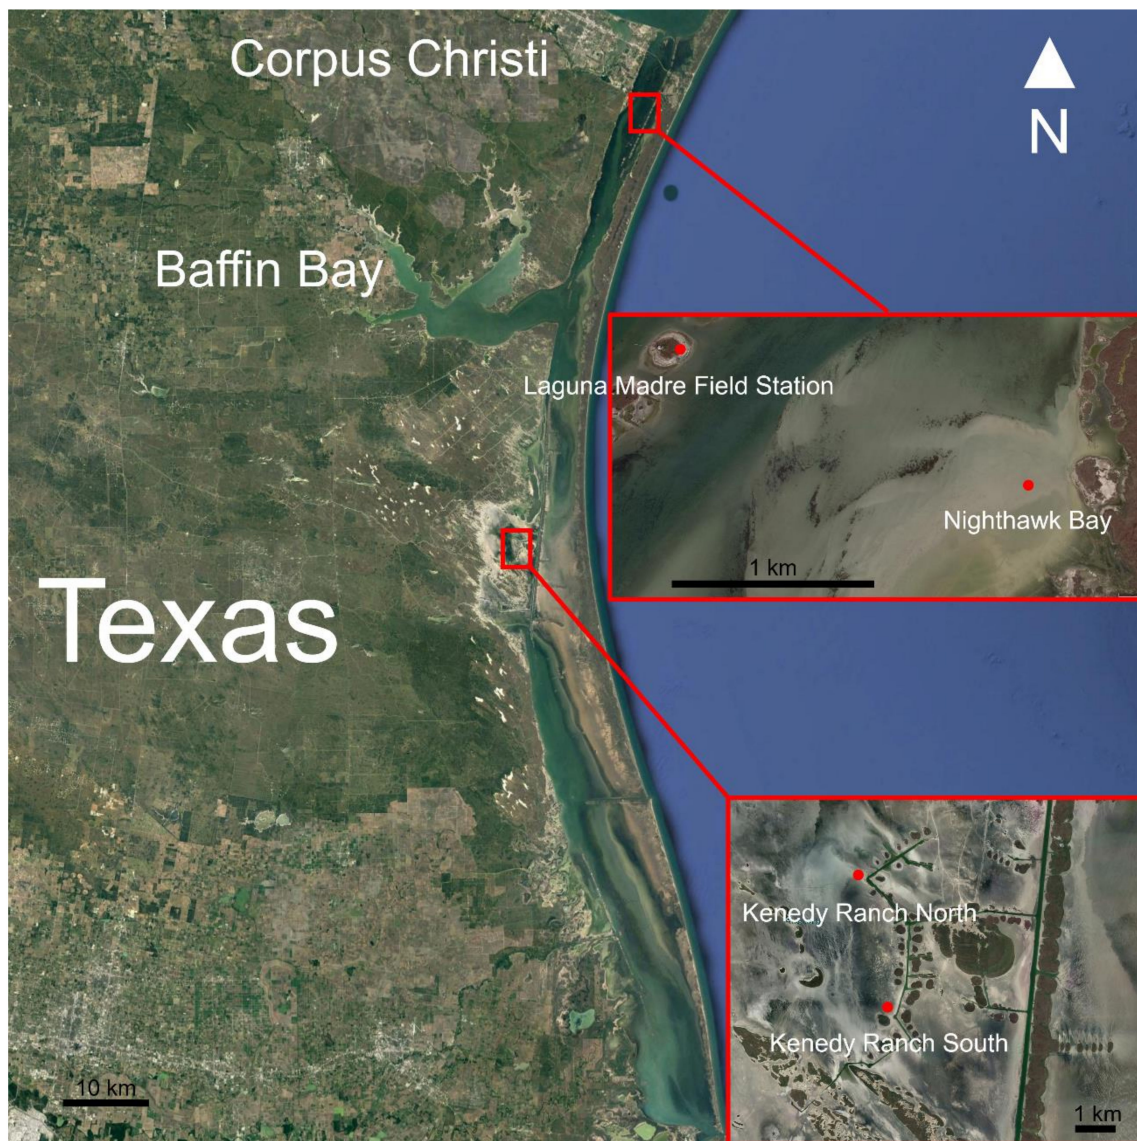 Corpus Christi
N
Baffin Bay
Laguna Madre Field Station
Nighthawk Bay
1 km
Texas
Kenedy Ranch North
Kenedy Ranch South
10 km
1 km